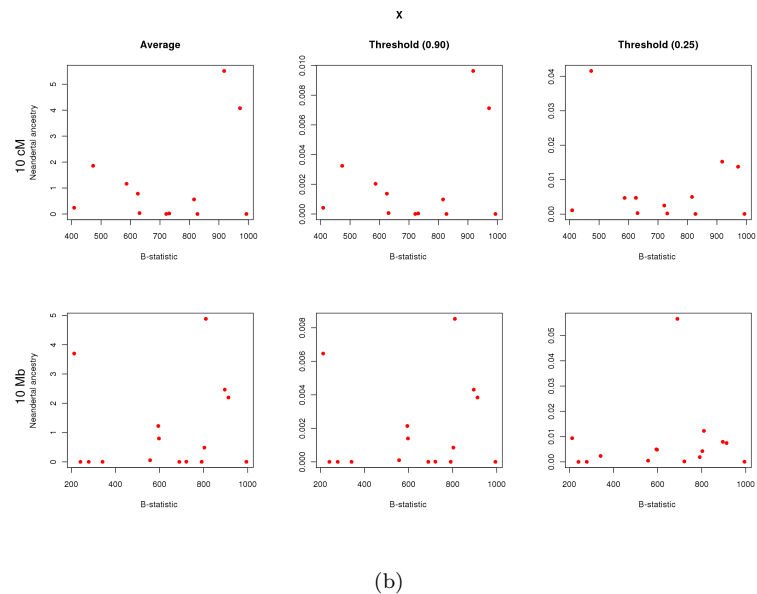 X
Average Threshold (0.90) Threshold (0.25)
10 cM
Neandertal ancestry
0 1 2 3 4 5
400 500 600 700 800 900 1000
B-statistic
0.000 0.002 0.004 0.006 0.008 0.010
400 500 600 700 800 900 1000
B-statistic
0.00 0.01 0.02 0.03 0.04
400 500 600 700 800 900 1000
B-statistic
10 Mb
Neandertal ancestry
0 1 2 3 4 5
200 400 600 800 1000
B-statistic
0.000 0.002 0.004 0.006 0.008
200 400 600 800 1000
B-statistic
0.00 0.01 0.02 0.03 0.04 0.05
200 400 600 800 1000
B-statistic
(b)